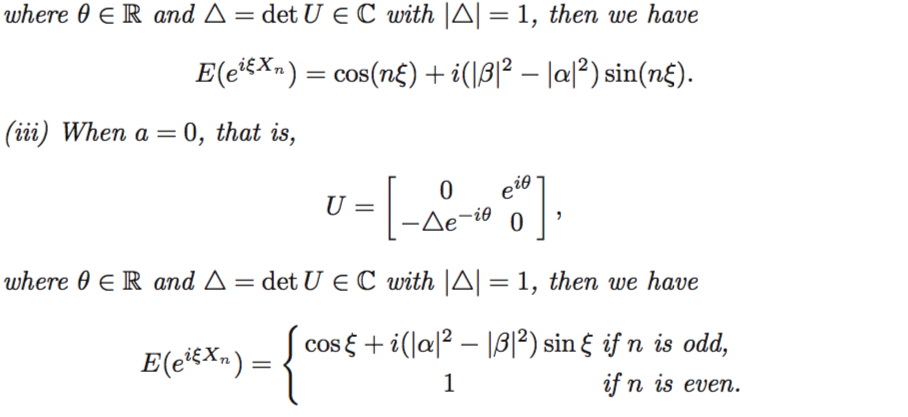 where θ ∈ ℝ and △ = det U ∈ ℂ with |△| = 1, then we have
E(e^{iξX_n}) = cos(nξ) + i(|β|² − |α|²) sin(nξ).
(iii) When a = 0, that is,
U = [ 0 e^{iθ} ; −△e^{−iθ} 0 ],
where θ ∈ ℝ and △ = det U ∈ ℂ with |△| = 1, then we have
E(e^{iξX_n}) = { cos ξ + i(|α|² − |β|²) sin ξ if n is odd,
1 if n is even.